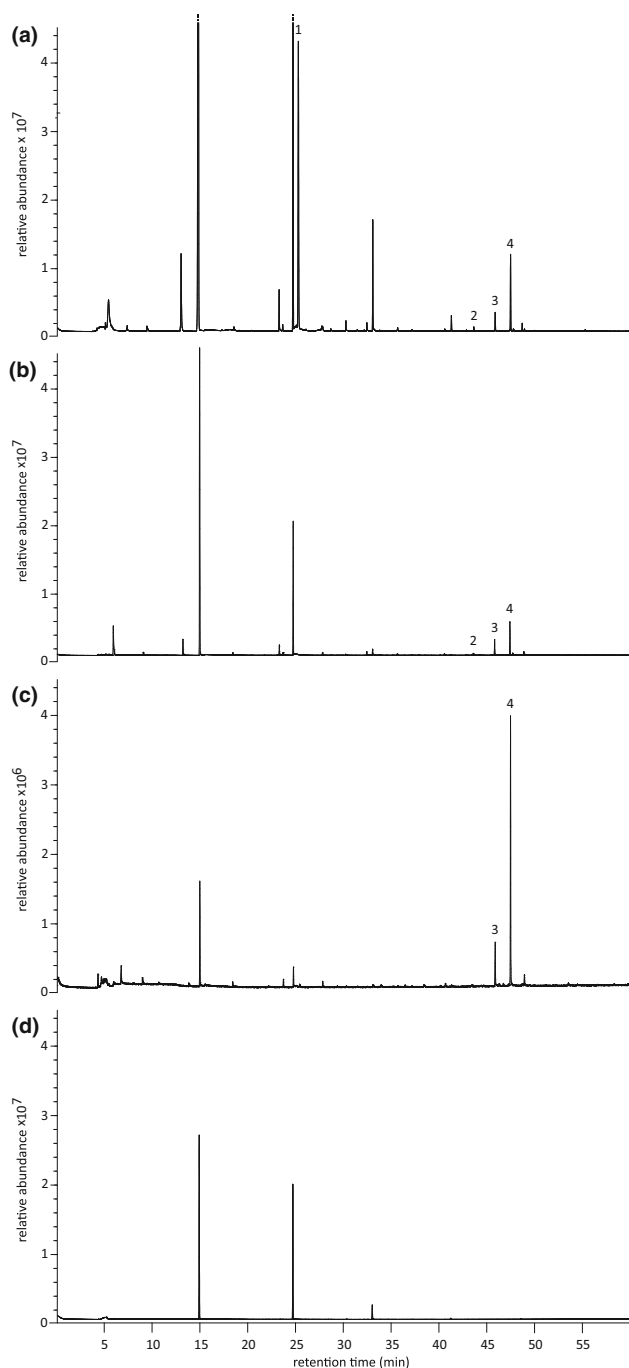 (a)
relative abundance x 10⁷
4
3
2
1
0
1
2
3
4
(b)
relative abundance x10⁷
4
3
2
1
0
2
3
4
(c)
relative abundance x10⁶
4
3
2
1
0
3
4
(d)
relative abundance x10⁷
4
3
2
1
0
5 10 15 20 25 30 35 40 45 50 55
retention time (min)